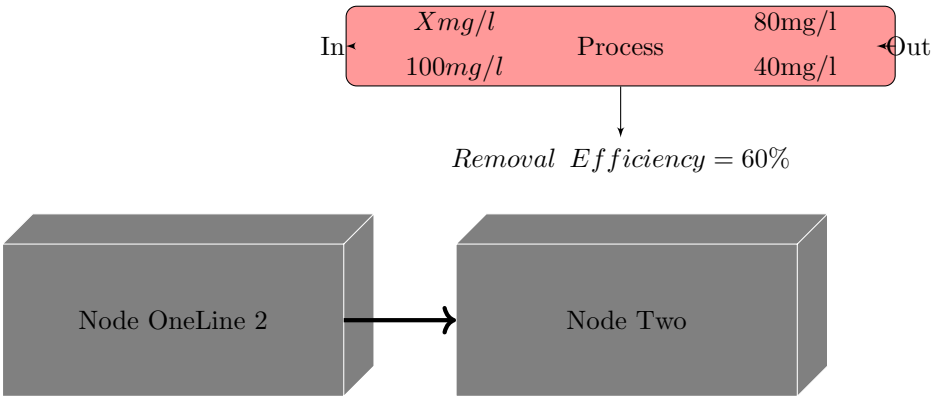 Xmg/l 80mg/l
In Process Out
100mg/l 40mg/l
Removal Efficiency = 60%
Node OneLine 2 Node Two